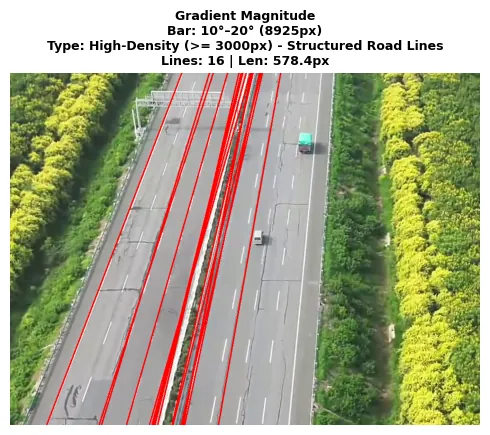 Gradient Magnitude
Bar: 10°–20° (8925px)
Type: High-Density (>= 3000px) - Structured Road Lines
Lines: 16 | Len: 578.4px